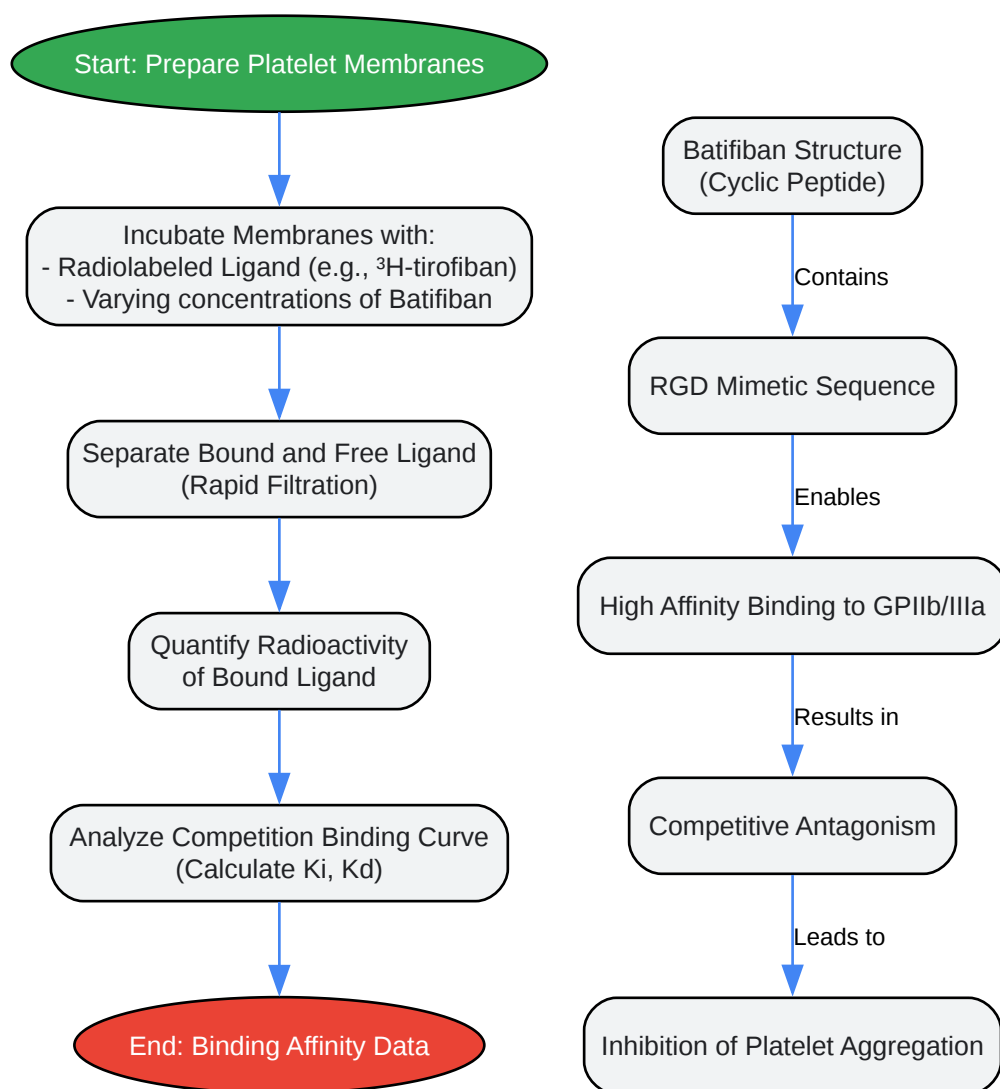 Start: Prepare Platelet Membranes
Incubate Membranes with:
- Radiolabeled Ligand (e.g., ³H-tirofiban)
- Varying concentrations of Batifiban
Separate Bound and Free Ligand
(Rapid Filtration)
Quantify Radioactivity
of Bound Ligand
Analyze Competition Binding Curve
(Calculate Ki, Kd)
End: Binding Affinity Data
Batifiban Structure
(Cyclic Peptide)
Contains
RGD Mimetic Sequence
Enables
High Affinity Binding to GPIIb/IIIa
Results in
Competitive Antagonism
Leads to
Inhibition of Platelet Aggregation